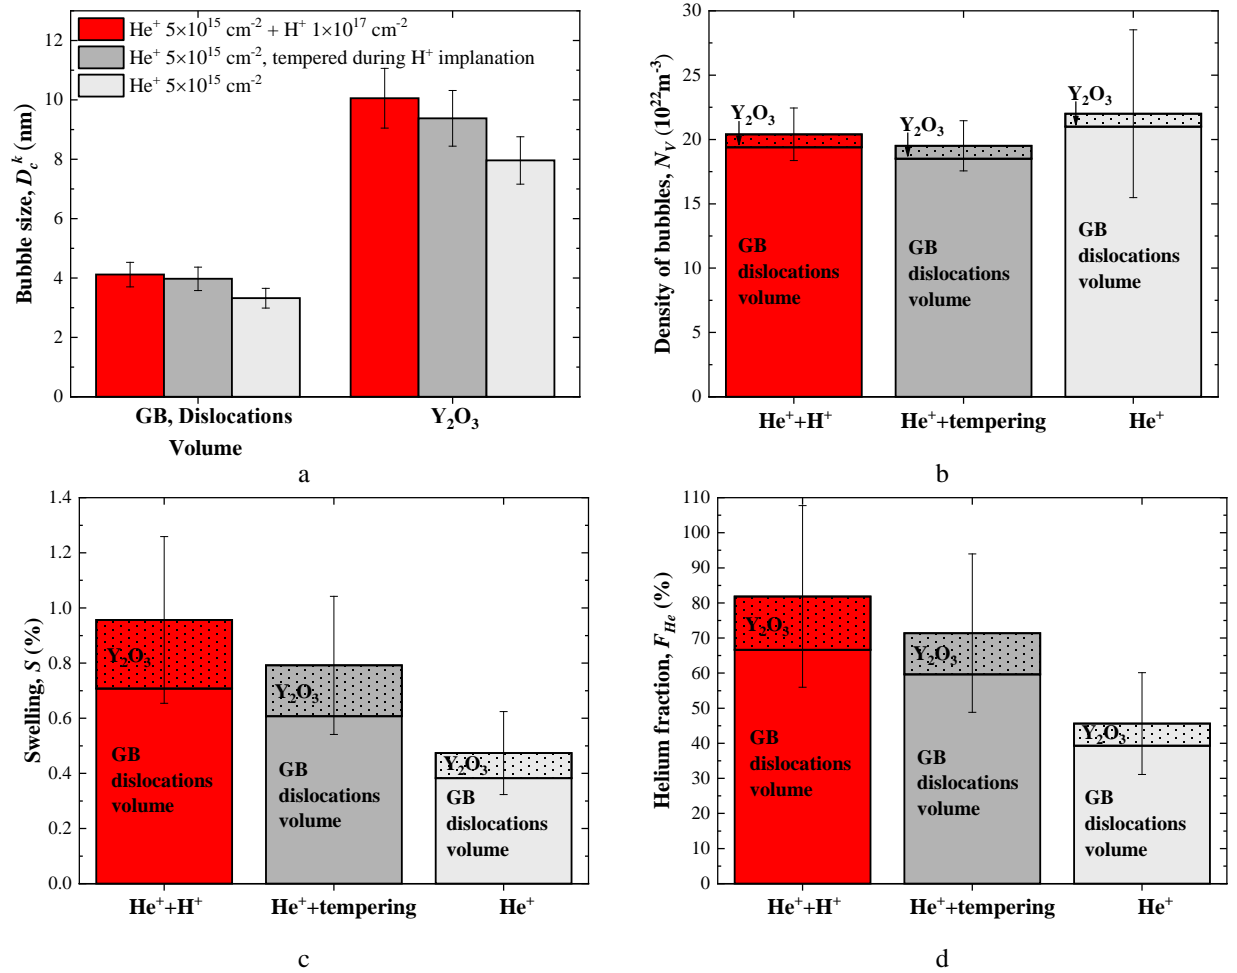 He⁺ 5×10¹⁵ cm⁻² + H⁺ 1×10¹⁷ cm⁻²
He⁺ 5×10¹⁵ cm⁻², tempered during H⁺ implanation
He⁺ 5×10¹⁵ cm⁻²
Bubble size, D_c^k (nm)
12
10
8
6
4
2
0
GB, Dislocations
Volume
Y₂O₃
a
Density of bubbles, N_V (10²²m⁻³)
30
25
20
15
10
5
0
Y₂O₃
Y₂O₃
Y₂O₃
GB
dislocations
volume
GB
dislocations
volume
GB
dislocations
volume
He⁺+H⁺
He⁺+tempering
He⁺
b
Swelling, S (%)
1.4
1.2
1.0
0.8
0.6
0.4
0.2
0.0
Y₂O₃
GB
dislocations
volume
Y₂O₃
GB
dislocations
volume
Y₂O₃
GB
dislocations
volume
He⁺+H⁺
He⁺+tempering
He⁺
c
Helium fraction, F_He (%)
110
100
90
80
70
60
50
40
30
20
10
0
Y₂O₃
GB
dislocations
volume
Y₂O₃
GB
dislocations
volume
Y₂O₃
GB
dislocations
volume
He⁺+H⁺
He⁺+tempering
He⁺
d